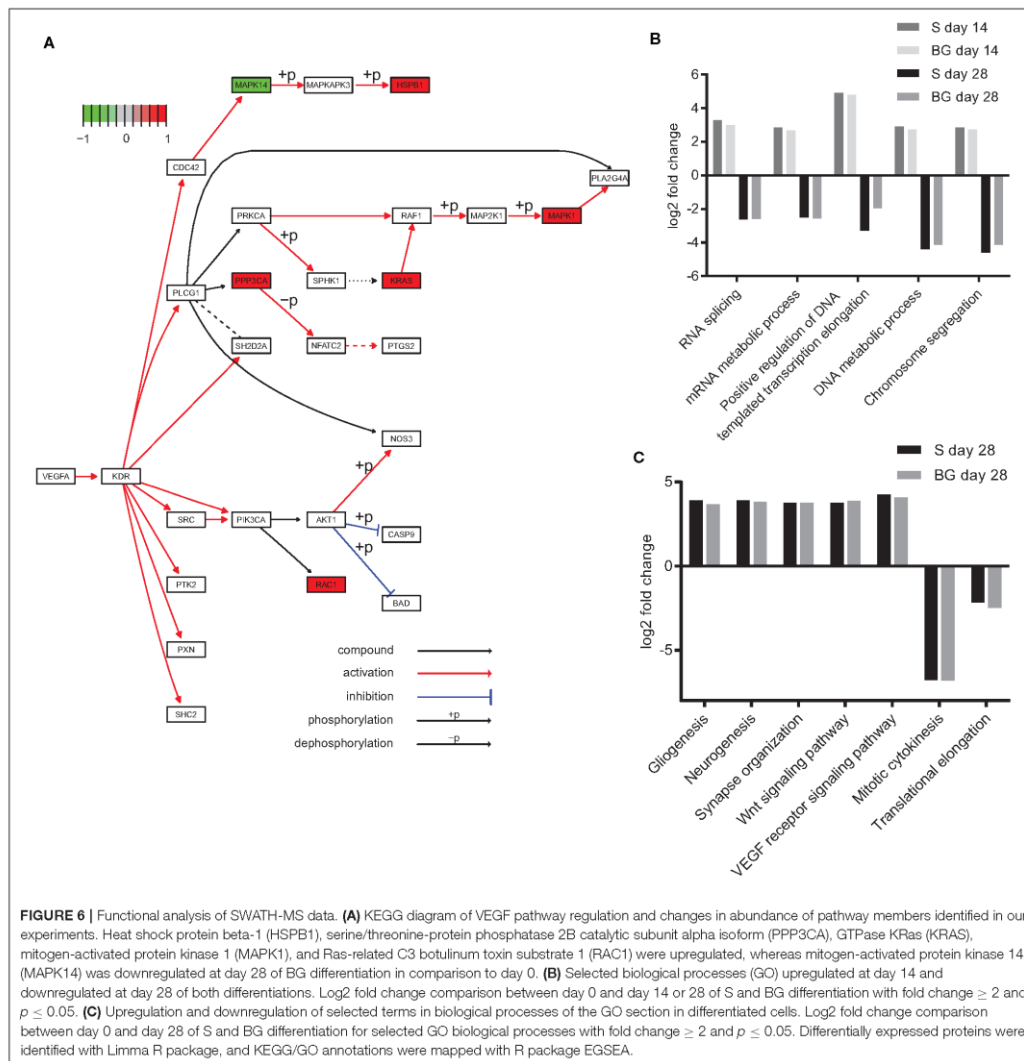 A
MAPK14
+p
MAPKAPK3
+p
HSPB1
−1
0
1
CDC42
PLA2G4A
PRKCA
RAF1
+p
MAP2K1
+p
MAPK1
+p
PPP3CA
SPHK1
KRAS
PLCG1
−p
SH2D2A
NFATC2
PTGS2
NOS3
+p
VEGFA
KDR
SRC
PIK3CA
AKT1
+p
CASP9
+p
PTK2
RAC1
BAD
PXN
SHC2
compound
activation
inhibition
phosphorylation
+p
dephosphorylation
−p
B
S day 14
BG day 14
S day 28
BG day 28
log2 fold change
6
4
2
0
-2
-4
-6
RNA splicing
mRNA metabolic process
Positive regulation of DNA
templated transcription elongation
DNA metabolic process
Chromosome segregation
C
S day 28
BG day 28
log2 fold change
5
0
-5
Gliogenesis
Neurogenesis
Synapse organization
Wnt signaling pathway
VEGF receptor signaling pathway
Mitotic cytokinesis
Translational elongation
FIGURE 6 | Functional analysis of SWATH-MS data. (A) KEGG diagram of VEGF pathway regulation and changes in abundance of pathway members identified in our
experiments. Heat shock protein beta-1 (HSPB1), serine/threonine-protein phosphatase 2B catalytic subunit alpha isoform (PPP3CA), GTPase KRas (KRAS),
mitogen-activated protein kinase 1 (MAPK1), and Ras-related C3 botulinum toxin substrate 1 (RAC1) were upregulated, whereas mitogen-activated protein kinase 14
(MAPK14) was downregulated at day 28 of BG differentiation in comparison to day 0. (B) Selected biological processes (GO) upregulated at day 14 and
downregulated at day 28 of both differentiations. Log2 fold change comparison between day 0 and day 14 or 28 of S and BG differentiation with fold change ≥ 2 and
p ≤ 0.05. (C) Upregulation and downregulation of selected terms in biological processes of the GO section in differentiated cells. Log2 fold change comparison
between day 0 and day 28 of S and BG differentiation for selected GO biological processes with fold change ≥ 2 and p ≤ 0.05. Differentially expressed proteins were
identified with Limma R package, and KEGG/GO annotations were mapped with R package EGSEA.